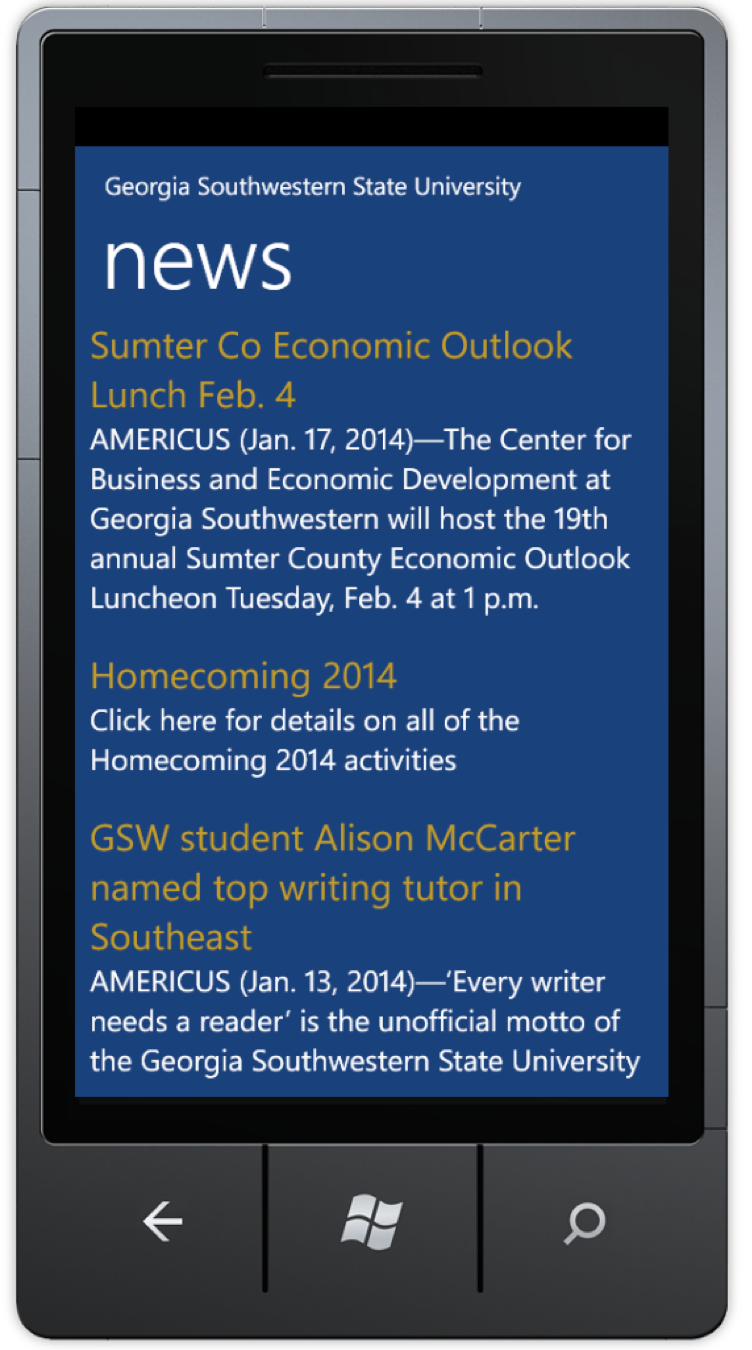 Georgia Southwestern State University
news
Sumter Co Economic Outlook
Lunch Feb. 4
AMERICUS (Jan. 17, 2014)—The Center for
Business and Economic Development at
Georgia Southwestern will host the 19th
annual Sumter County Economic Outlook
Luncheon Tuesday, Feb. 4 at 1 p.m.
Homecoming 2014
Click here for details on all of the
Homecoming 2014 activities
GSW student Alison McCarter
named top writing tutor in
Southeast
AMERICUS (Jan. 13, 2014)—‘Every writer
needs a reader’ is the unofficial motto of
the Georgia Southwestern State University